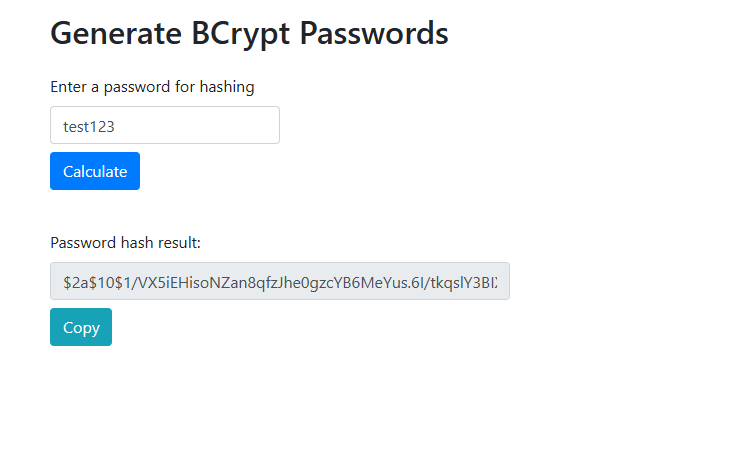 Generate BCrypt Passwords
Enter a password for hashing
test123
Calculate
Password hash result:
$2a$10$1/VX5iEHisoNZan8qfzJhe0gzcYB6MeYus.6I/tkqslY3BI
Copy